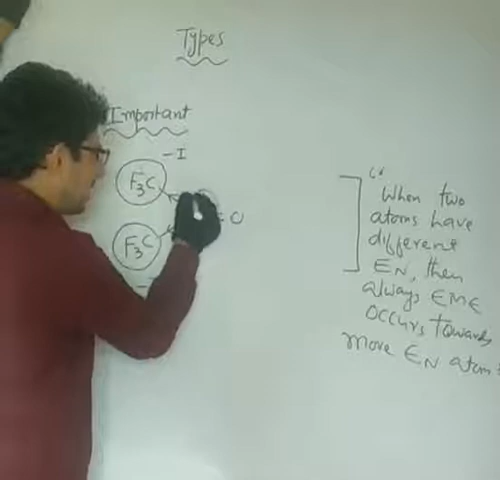 Types
Important
-I
F3C
= O
F3C
When two
atoms have
different
EN, then
always EME
occurs towards
more EN atom